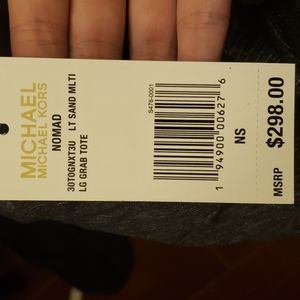 MICHAEL
MICHAEL KORS
NOMAD
30T0GNXT3U LT SAND MLTI
LG GRAB TOTE
S476-0001
1 94900 00627 6
NS
MSRP $298.00